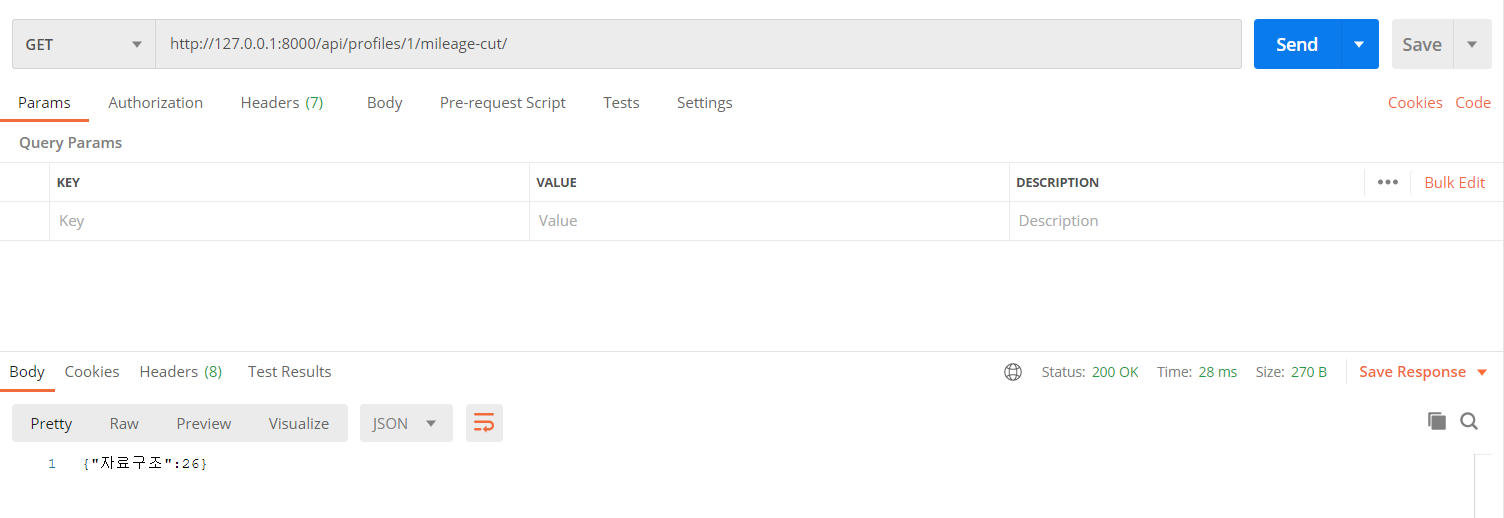 GET http://127.0.0.1:8000/api/profiles/1/mileage-cut/ Send Save
Params Authorization Headers (7) Body Pre-request Script Tests Settings Cookies Code
Query Params
KEY VALUE DESCRIPTION ••• Bulk Edit
Key Value Description
Body Cookies Headers (8) Test Results Status: 200 OK Time: 28 ms Size: 270 B Save Response
Pretty Raw Preview Visualize JSON
1 {"자료구조":26}